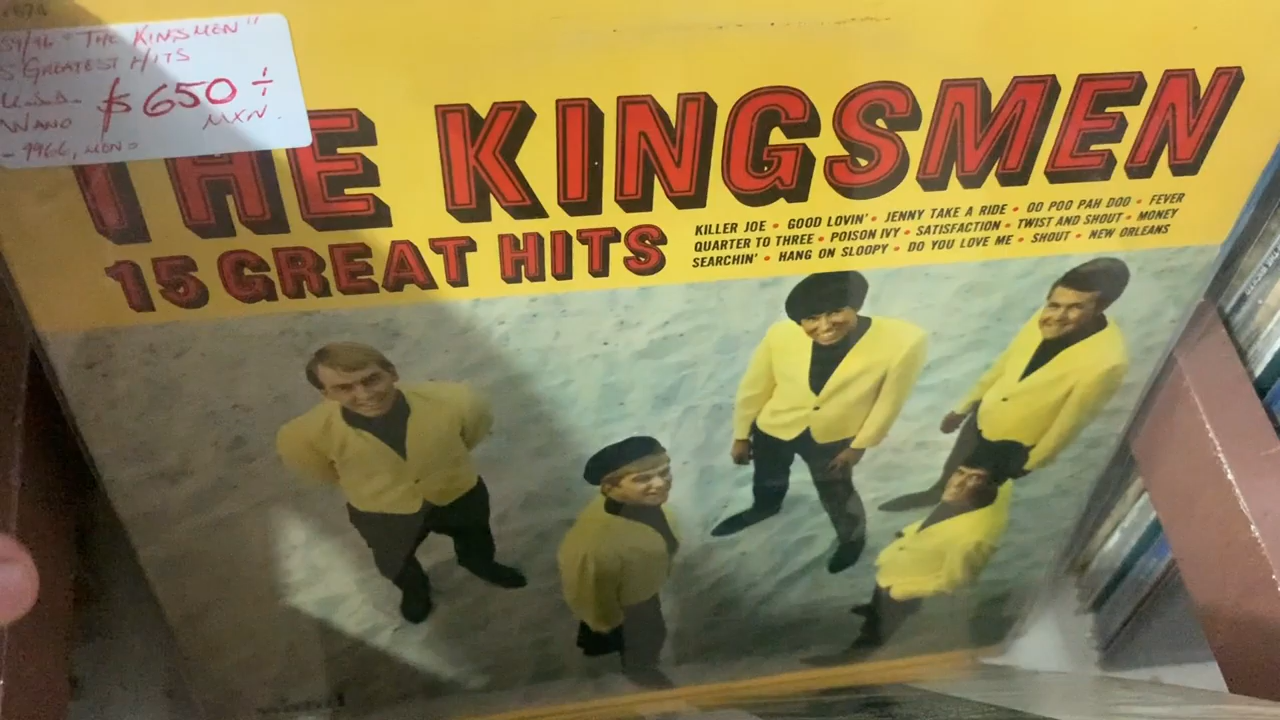 "THE KINSMEN"
GREATEST HITS
$650
MXN.
THE KINGSMEN
15 GREAT HITS
KILLER JOE • GOOD LOVIN' • JENNY TAKE A RIDE • OO POO PAH DOO • FEVER
QUARTER TO THREE • POISON IVY • SATISFACTION • TWIST AND SHOUT • MONEY
SEARCHIN' • HANG ON SLOOPY • DO YOU LOVE ME • SHOUT • NEW ORLEANS